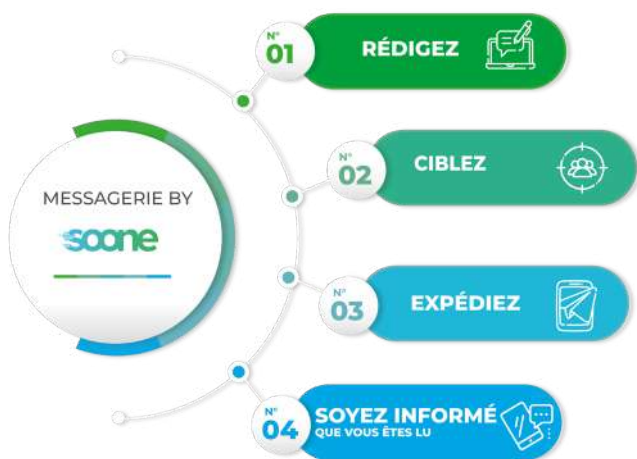 MESSAGERIE BY
soone
N°
01
RÉDIGEZ
N°
02
CIBLEZ
N°
03
EXPÉDIEZ
N°
04
SOYEZ INFORMÉ
QUE VOUS ÊTES LU